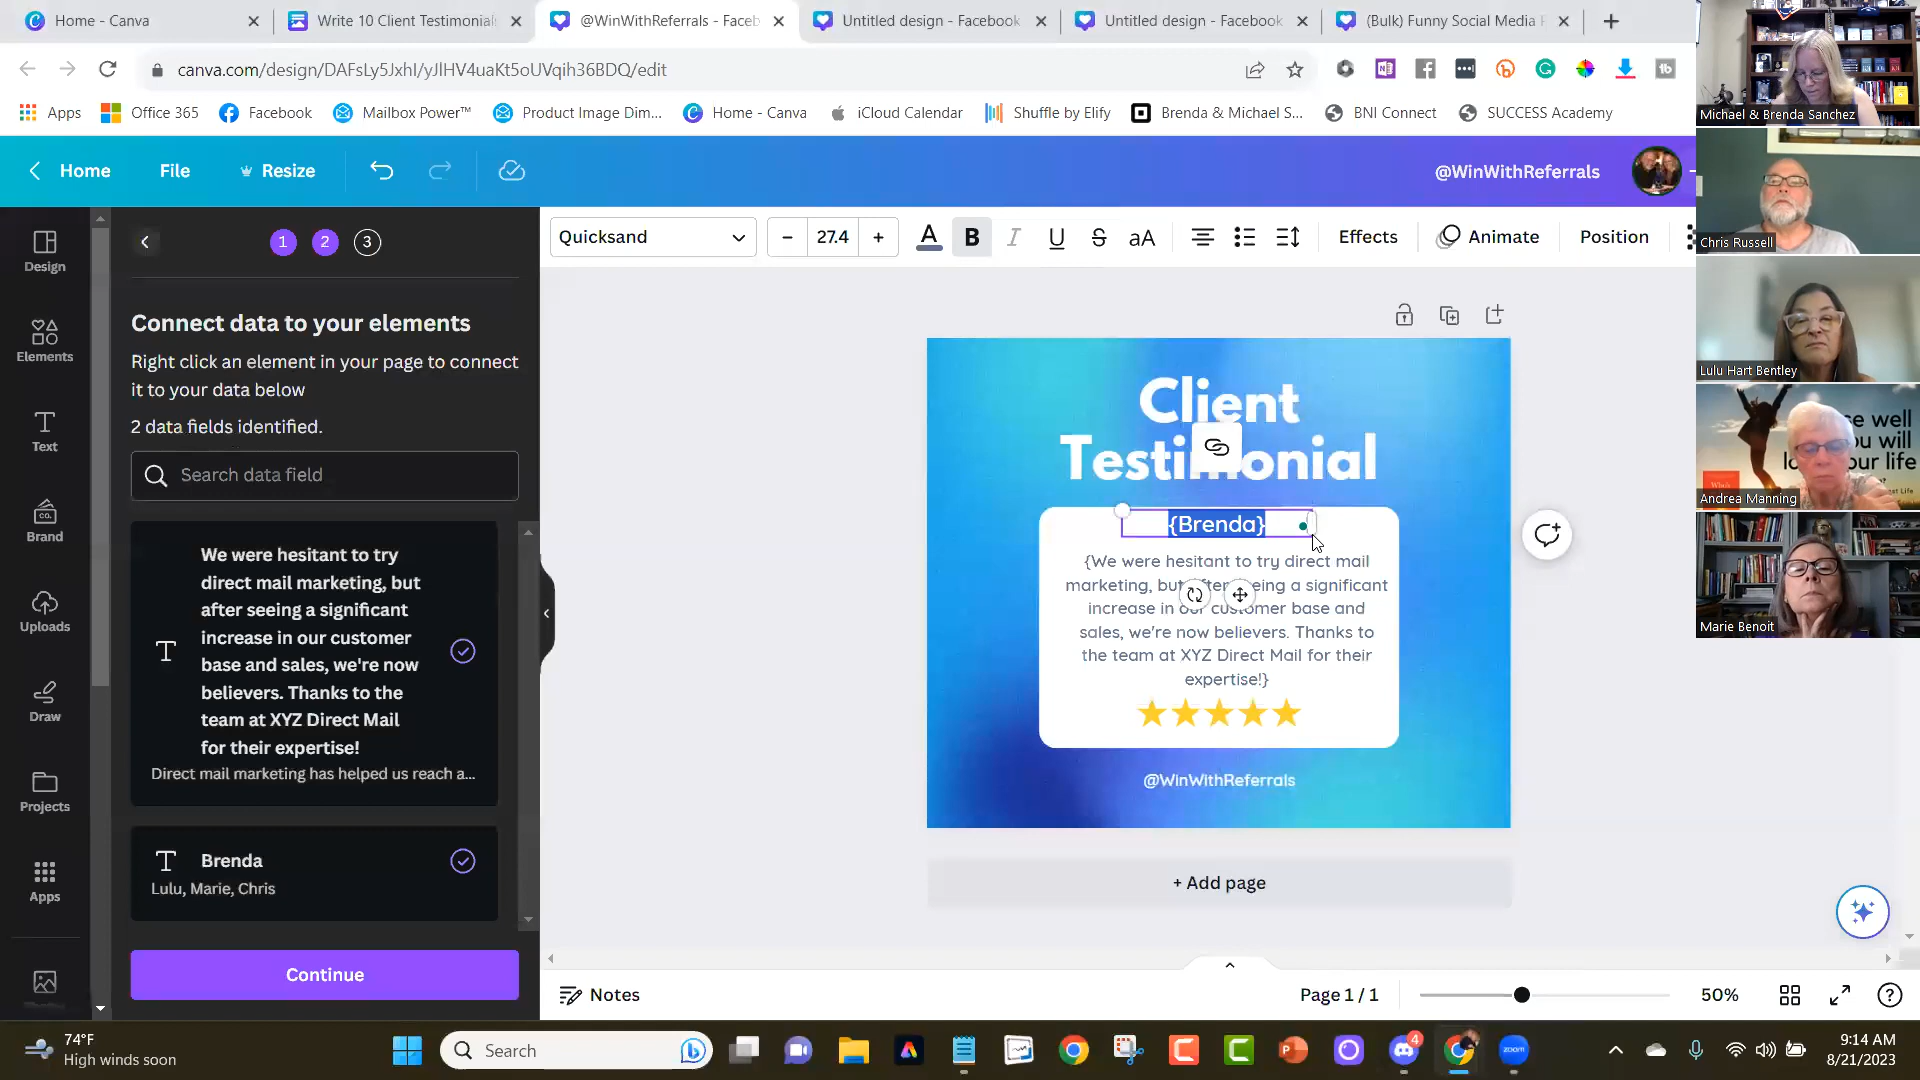 Home - Canva
Write 10 Client Testimonial
@WinWithReferrals - Faceb
Untitled design - Facebook
Untitled design - Facebook
(Bulk) Funny Social Media P
canva.com/design/DAFsLy5JxhI/yJlHV4uaKt5oUVqih36BDQ/edit
Apps
Office 365
Facebook
Mailbox Power™
Product Image Dim...
Home - Canva
iCloud Calendar
Shuffle by Elify
Brenda & Michael S...
BNI Connect
SUCCESS Academy
Home
File
Resize
@WinWithReferrals
Design
Elements
Text
Brand
Uploads
Draw
Projects
Apps
1
2
3
Connect data to your elements
Right click an element in your page to connect
it to your data below
2 data fields identified.
Search data field
We were hesitant to try
direct mail marketing, but
after seeing a significant
increase in our customer
base and sales, we're now
believers. Thanks to the
team at XYZ Direct Mail
for their expertise!
Direct mail marketing has helped us reach a...
Brenda
Lulu, Marie, Chris
Continue
Quicksand
27.4
Effects
Animate
Position
Client
Testimonial
{Brenda}
{We were hesitant to try direct mail
marketing, but after seeing a significant
increase in our customer base and
sales, we're now believers. Thanks to
the team at XYZ Direct Mail for their
expertise!}
@WinWithReferrals
+ Add page
Notes
Page 1 / 1
50%
Michael & Brenda Sanchez
Chris Russell
Lulu Hart Bentley
se well
ou will
our life
Andrea Manning
Marie Benoit
74°F
High winds soon
Search
4
zoom
9:14 AM
8/21/2023